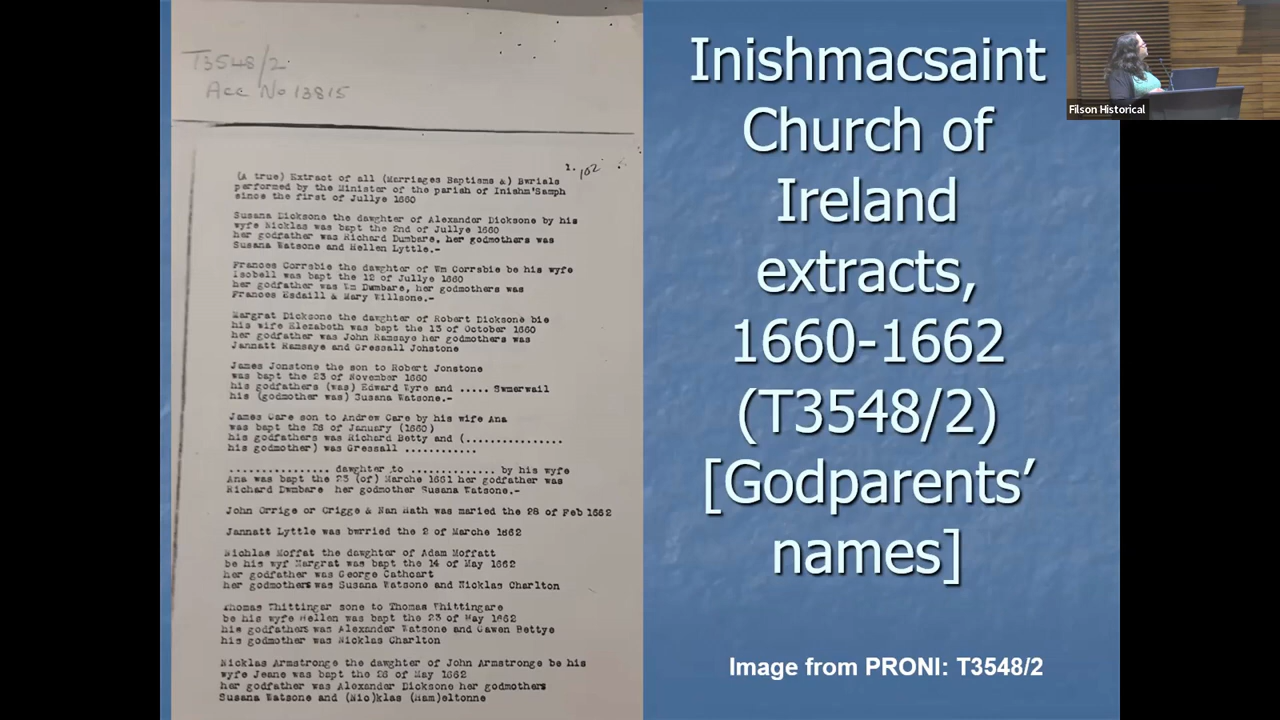 T3548/2
Acc No 13815
1. 102
(A true) Extract of all (Marriages Baptisms &) Bwrials
performed by the Minister of the parish of Inishm'Samph
since the first of Jullye 1660
Susana Dicksone the daughter of Alexander Dicksone by his
wyfe Nicklas was bapt the 2nd of Jullye 1660
her godfather was Richard Dumbare, her godmothers was
Susana Watsone and Hellen Lyttle.-
Frances Corrsbie the daughter of Wm Corrsbie be his wyfe
Isobell was bapt the 12 of Jullye 1660
her godfather was Wm Dwmbare, her godmothers was
Frances Esdaill & Mary Willsone.-
Margrat Dicksone the daughter of Robert Dicksone bie
his wife Elezabeth was bapt the 13 of October 1660
her godfather was John Ramsaye her godmothers was
Jannatt Ramsaye and Gressall Johstone
James Jonstone the son to Robert Jonstone
was bapt the 23 of November 1660
his godfathers (was) Edward Wyre and ..... Swmerwail
his (godmother was) Susana Watsone.-
James Care son to Andrew Care by his wife Ana
was bapt the 28 of January (1660)
his godfathers was Richard Betty and (...............
his godmother) was Gressall ............
................ daughter to .............. by his wyfe
Ana was bapt the 23 (of) Marche 1661 her godfather was
Richard Dwmbare her godmother Susana Watsone.-
John Orrige or Crigge & Nan Hath was maried the 28 of Feb 1662
Jannatt Lyttle was bwrried the 2 of Marche 1662
Nichlas Moffat the daughter of Adam Moffatt
be his wyf Margrat was bapt the 14 of May 1662
her godfather was George Cathcart
her godmothers was Susana Watsone and Nicklas Charlton
Thomas Whittingar sone to Thomas Whittingare
be his wyfe Hellen was bapt the 23 of May 1662
his godfathers was Alexander Watsone and Gawen Bettye
his godmother was Nicklas Charlton
Nicklas Armstronge the daughter of John Armstronge be his
wyfe Jeane was bapt the 28 of May 1662
her godfather was Alexander Dicksone her godmothers
Susana Watsone and (Nic)klas (Ham)eltonne
Inishmacsaint
Church of
Ireland
extracts,
1660-1662
(T3548/2)
[Godparents'
names]
Image from PRONI: T3548/2
Filson Historical